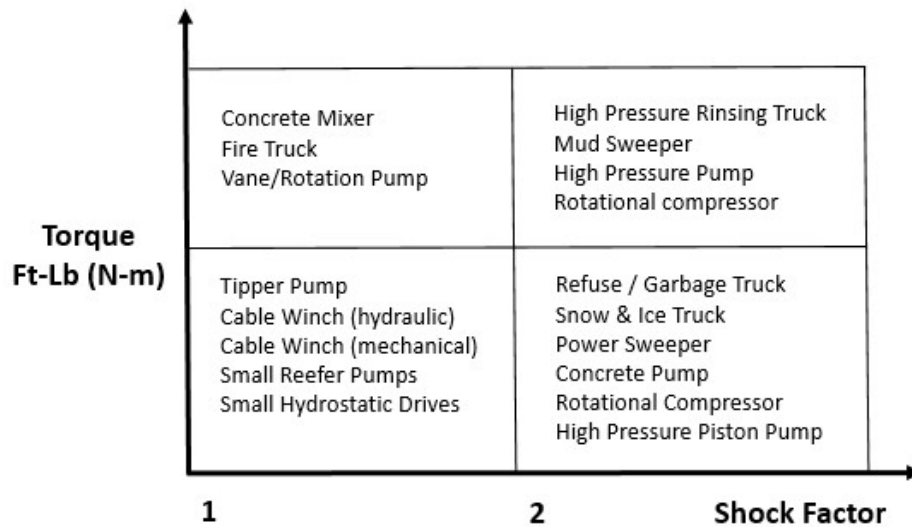 Concrete Mixer
Fire Truck
Vane/Rotation Pump
High Pressure Rinsing Truck
Mud Sweeper
High Pressure Pump
Rotational compressor
Torque
Ft-Lb (N-m)
Tipper Pump
Cable Winch (hydraulic)
Cable Winch (mechanical)
Small Reefer Pumps
Small Hydrostatic Drives
Refuse / Garbage Truck
Snow & Ice Truck
Power Sweeper
Concrete Pump
Rotational Compressor
High Pressure Piston Pump
1
2
Shock Factor